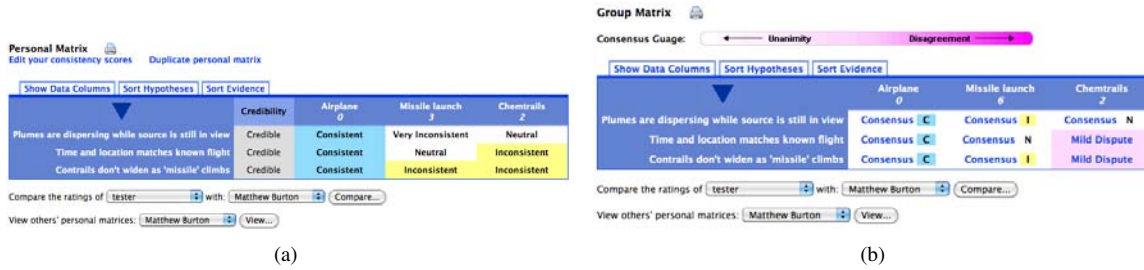 Personal Matrix
Edit your consistency scores Duplicate personal matrix
Show Data Columns Sort Hypotheses Sort Evidence
Credibility Airplane 0 Missile launch 3 Chemtrails 2
Plumes are dispersing while source is still in view Credible Consistent Very Inconsistent Neutral
Time and location matches known flight Credible Consistent Neutral Inconsistent
Contrails don't widen as 'missile' climbs Credible Consistent Inconsistent Inconsistent
Compare the ratings of tester with: Matthew Burton Compare...
View others' personal matrices: Matthew Burton View...
(a)
Group Matrix
Consensus Guage: Unanimity Disagreement
Show Data Columns Sort Hypotheses Sort Evidence
Airplane 0 Missile launch 6 Chemtrails 2
Plumes are dispersing while source is still in view Consensus C Consensus I Consensus N
Time and location matches known flight Consensus C Consensus N Mild Dispute
Contrails don't widen as 'missile' climbs Consensus C Consensus I Mild Dispute
Compare the ratings of tester with: Matthew Burton Compare...
View others' personal matrices: Matthew Burton View...
(b)